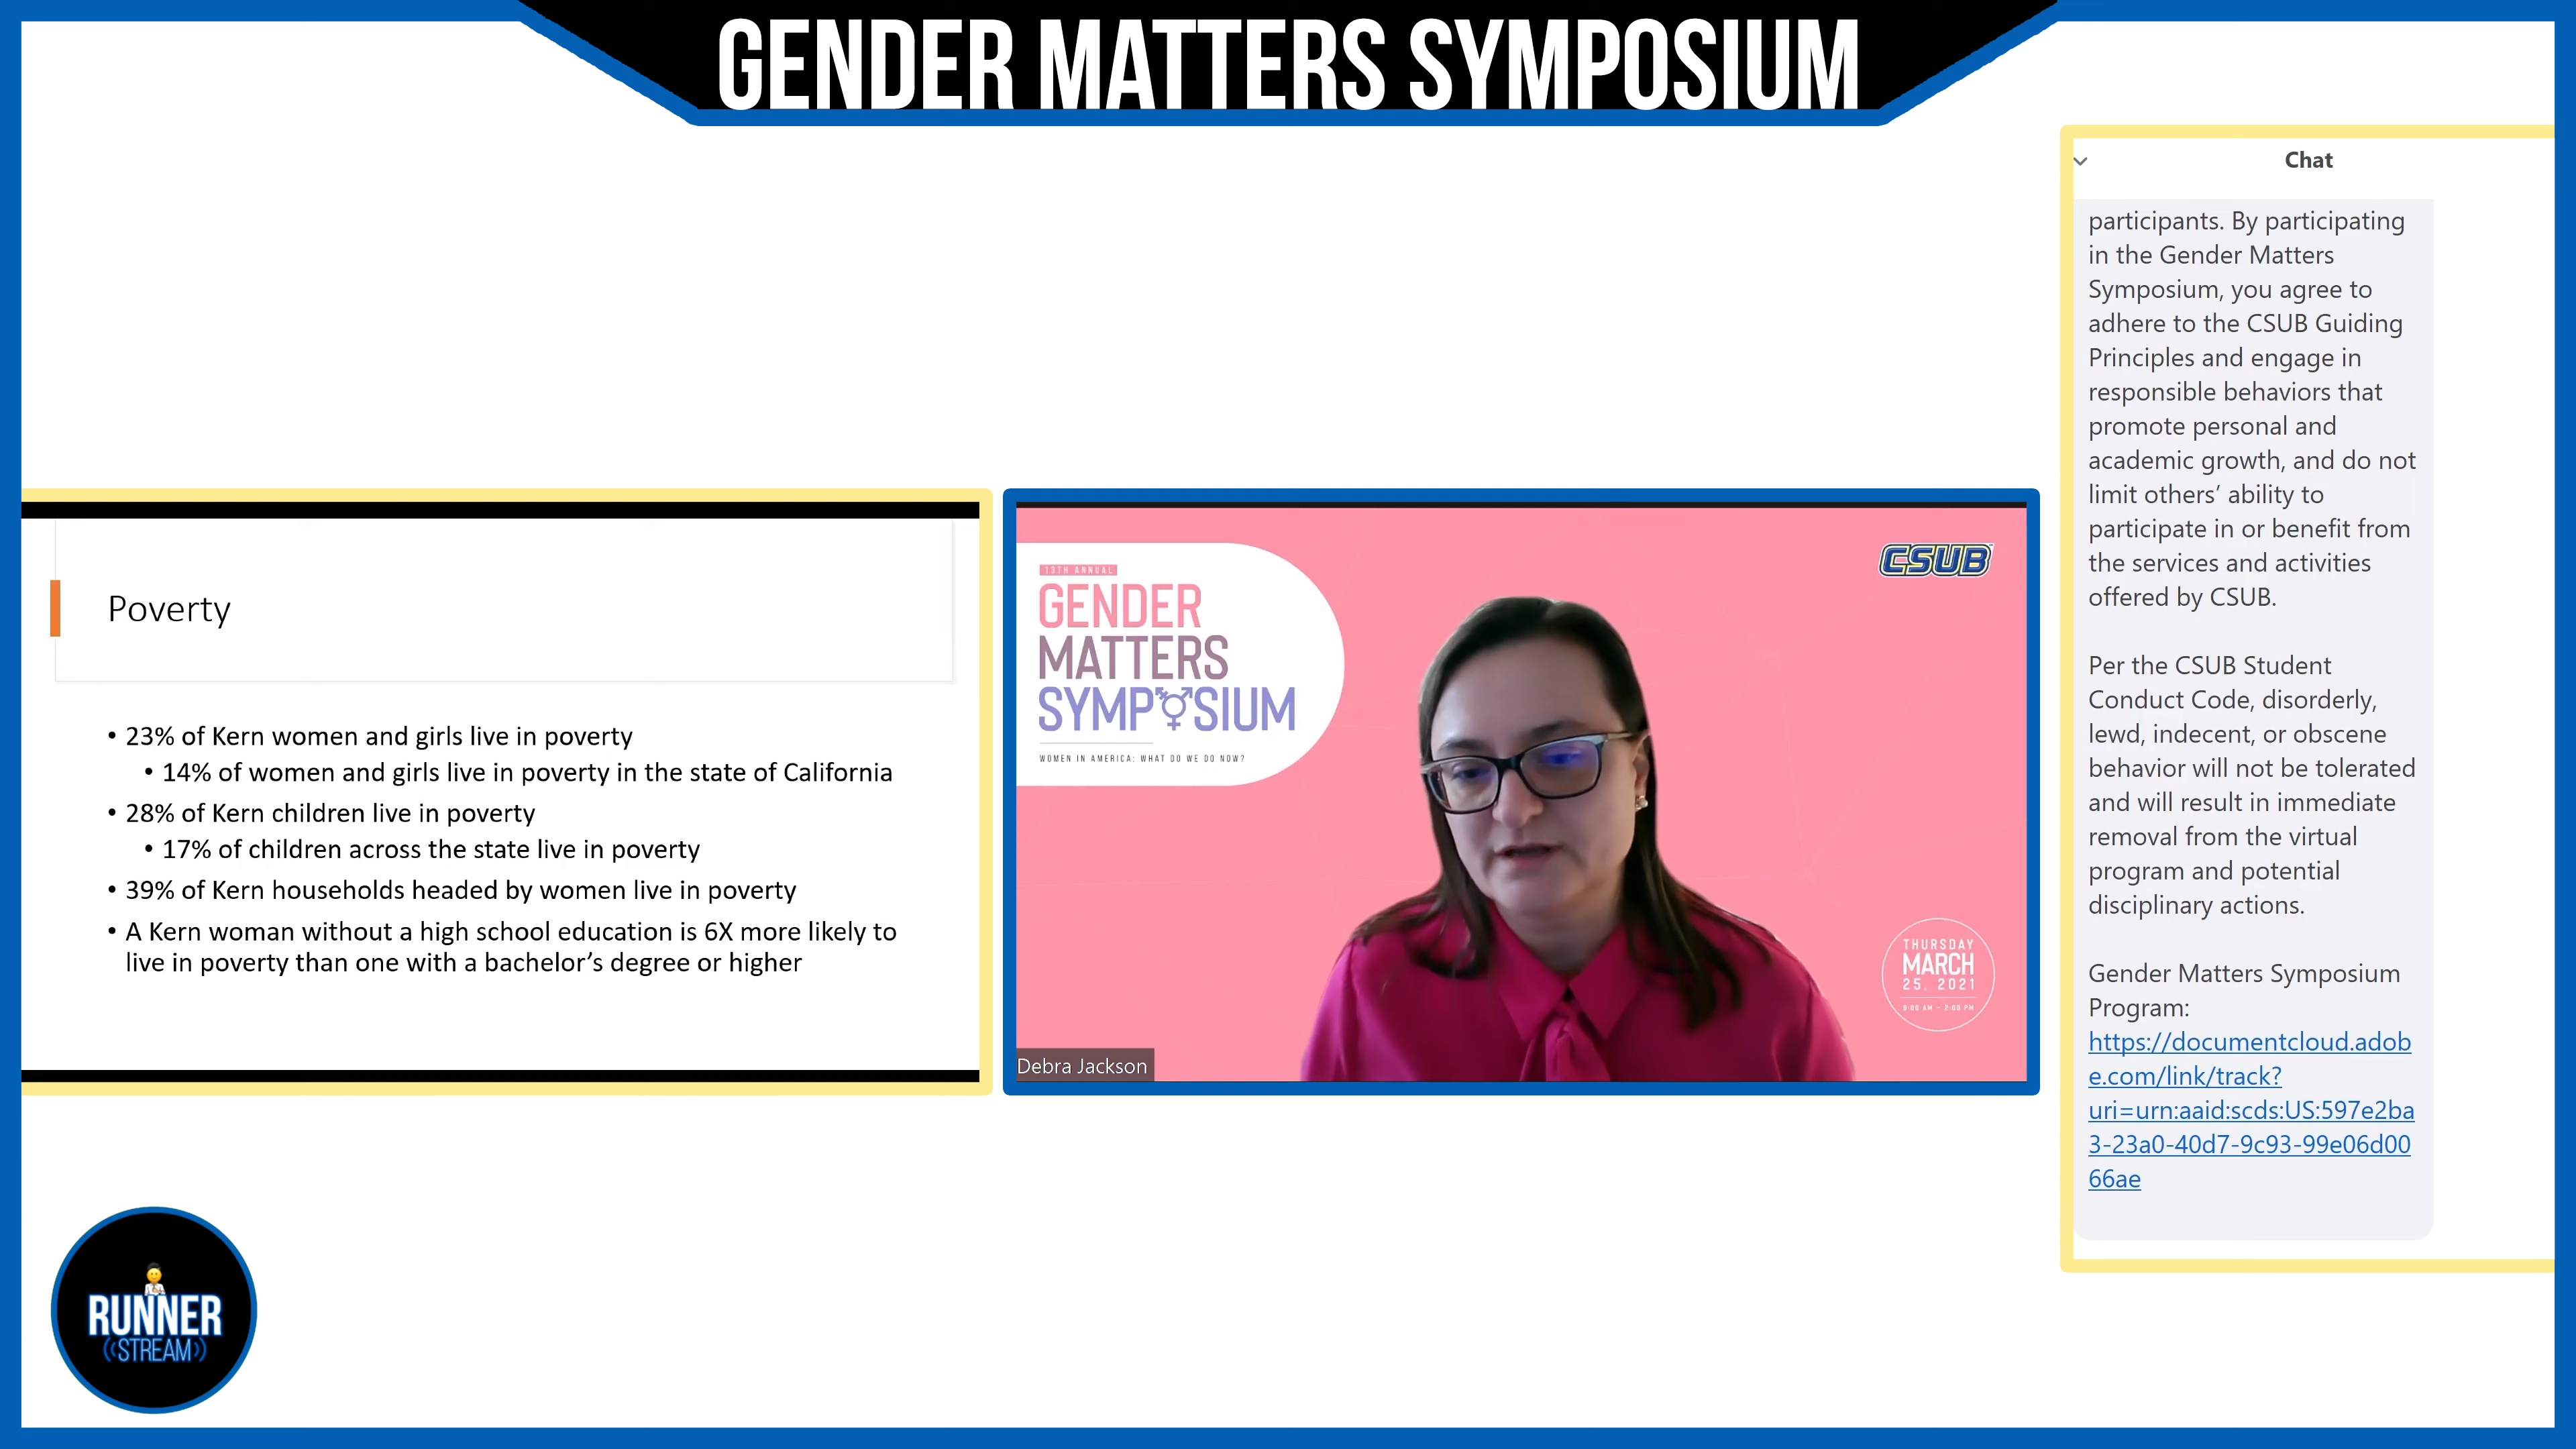 GENDER MATTERS SYMPOSIUM
Poverty
• 23% of Kern women and girls live in poverty
• 14% of women and girls live in poverty in the state of California
• 28% of Kern children live in poverty
• 17% of children across the state live in poverty
• 39% of Kern households headed by women live in poverty
• A Kern woman without a high school education is 6X more likely to
live in poverty than one with a bachelor’s degree or higher
13TH ANNUAL
GENDER
MATTERS
SYMPOSIUM
WOMEN IN AMERICA: WHAT DO WE DO NOW?
CSUB
THURSDAY
MARCH
25, 2021
9:00 AM - 2:00 PM
Debra Jackson
Chat
participants. By participating
in the Gender Matters
Symposium, you agree to
adhere to the CSUB Guiding
Principles and engage in
responsible behaviors that
promote personal and
academic growth, and do not
limit others’ ability to
participate in or benefit from
the services and activities
offered by CSUB.
Per the CSUB Student
Conduct Code, disorderly,
lewd, indecent, or obscene
behavior will not be tolerated
and will result in immediate
removal from the virtual
program and potential
disciplinary actions.
Gender Matters Symposium
Program:
https://documentcloud.adob
e.com/link/track?
uri=urn:aaid:scds:US:597e2ba
3-23a0-40d7-9c93-99e06d00
66ae
RUNNER
STREAM